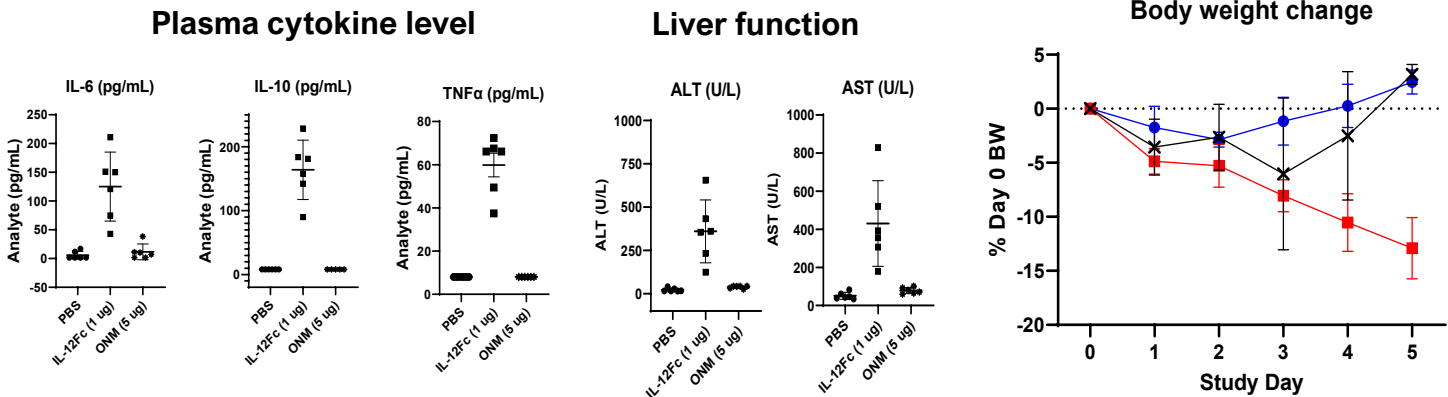 Plasma cytokine level
Liver function
Body weight change
IL-6 (pg/mL)
Analyte (pg/mL)
250
200
150
100
50
0
-50
PBS
IL-12Fc (1 ug)
ONM (5 ug)
IL-10 (pg/mL)
Analyte (pg/mL)
200
100
0
PBS
IL-12Fc (1 ug)
ONM (5 ug)
TNFα (pg/mL)
Analyte (pg/mL)
80
60
40
20
0
PBS
IL-12Fc (1 ug)
ONM (5 ug)
ALT (U/L)
ALT (U/L)
1000
750
500
250
0
PBS
IL-12Fc (1 ug)
ONM (5 ug)
AST (U/L)
AST (U/L)
1000
800
600
400
200
0
PBS
IL-12Fc (1 ug)
ONM (5 ug)
% Day 0 BW
5
0
-5
-10
-15
-20
0 1 2 3 4 5
Study Day